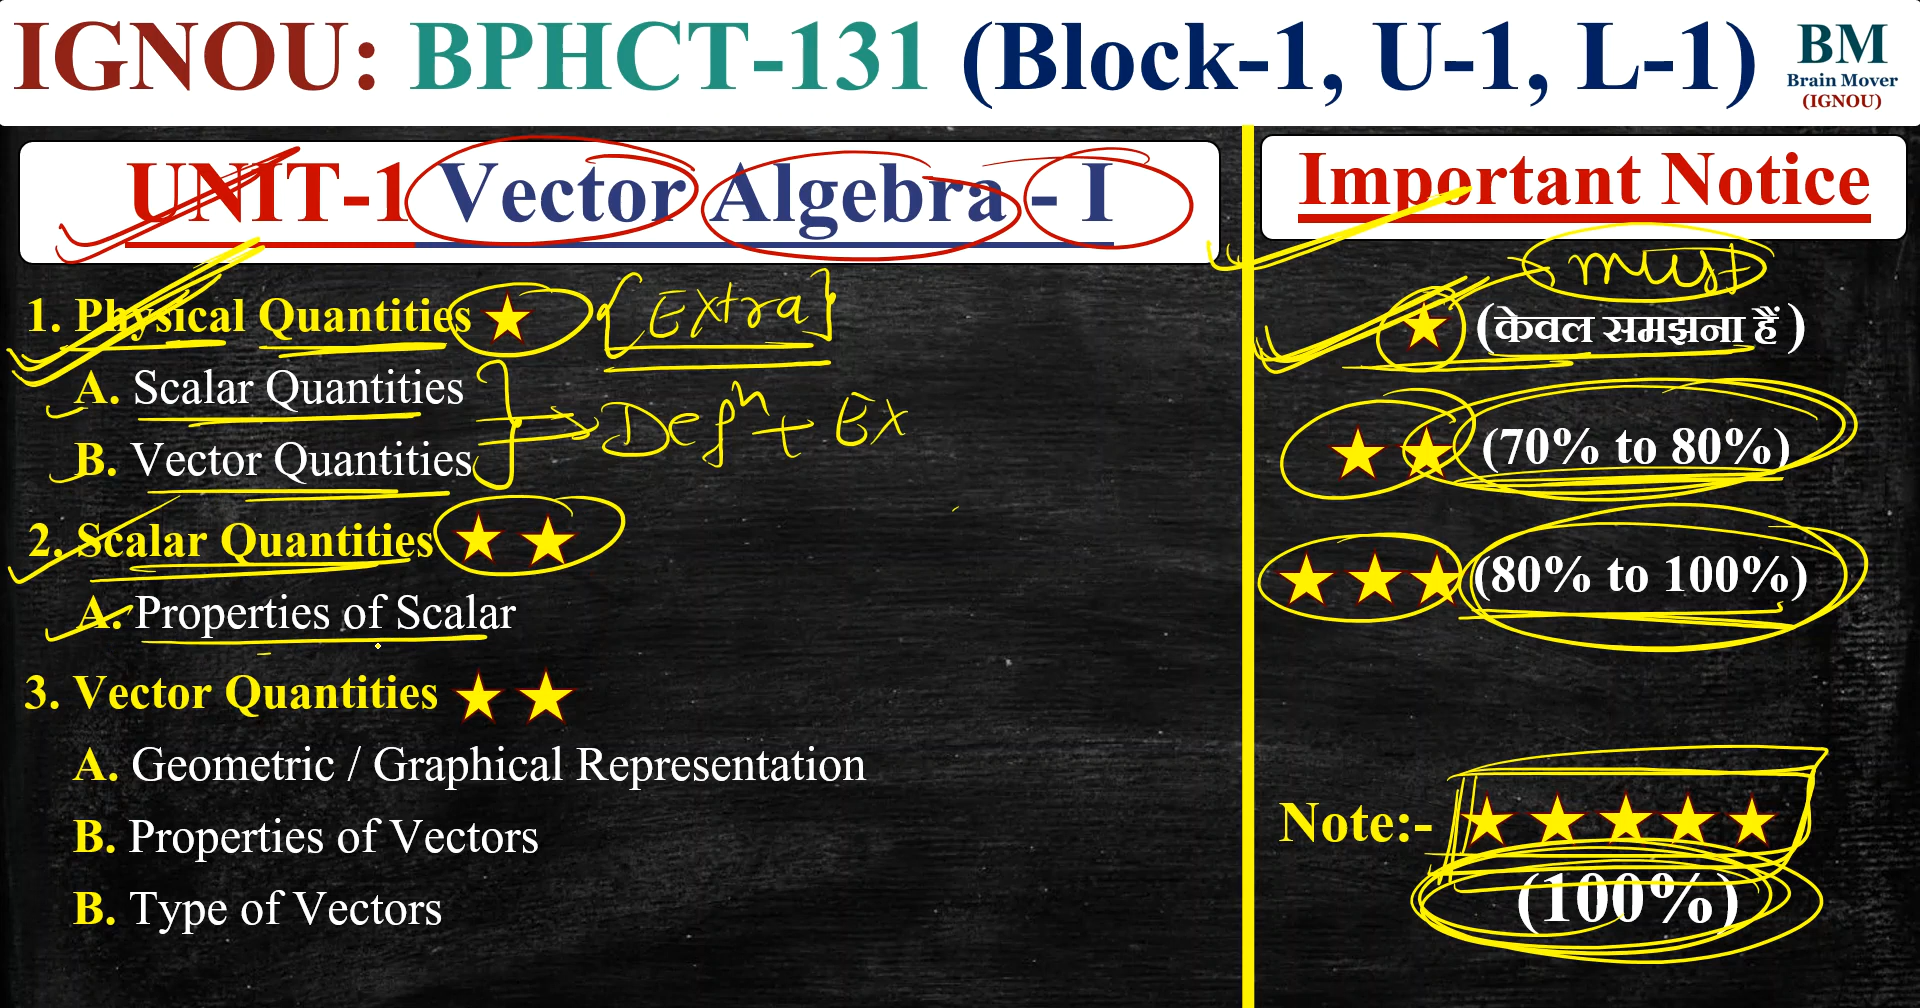 IGNOU: BPHCT-131 (Block-1, U-1, L-1)
BM
Brain Mover
(IGNOU)
UNIT-1 Vector Algebra - I
1. Physical Quantities [Extra]
A. Scalar Quantities
B. Vector Quantities
Defⁿ + Ex
2. Scalar Quantities
A. Properties of Scalar
3. Vector Quantities
A. Geometric / Graphical Representation
B. Properties of Vectors
B. Type of Vectors
Important Notice
must
(केवल समझना हैं)
(70% to 80%)
(80% to 100%)
Note:-
(100%)